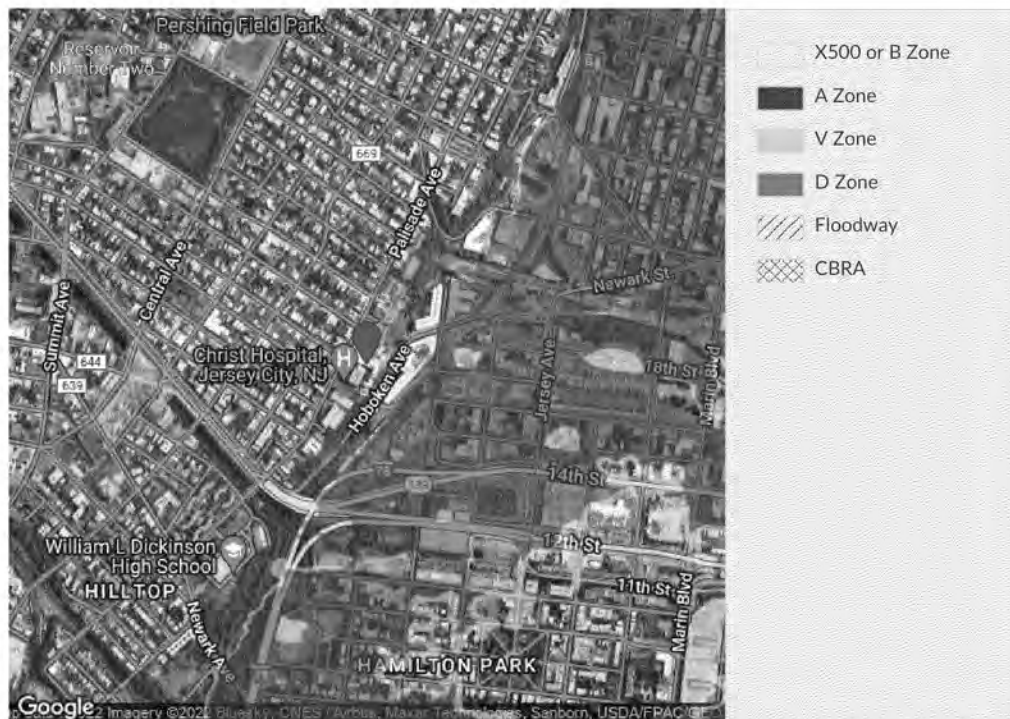 Pershing Field Park
Reservoir
Number Two
669
Palisade Ave
Central Ave
Summit Ave
Newark St
Christ Hospital,
Jersey City, NJ
H
Hoboken Ave
644
639
Jersey Ave
18th St
Marin Blvd
14th St
12th St
11th St
Marin Blvd
William L Dickinson
High School
HILLTOP
Newark Ave
HAMILTON PARK
Google
X500 or B Zone
A Zone
V Zone
D Zone
Floodway
CBRA